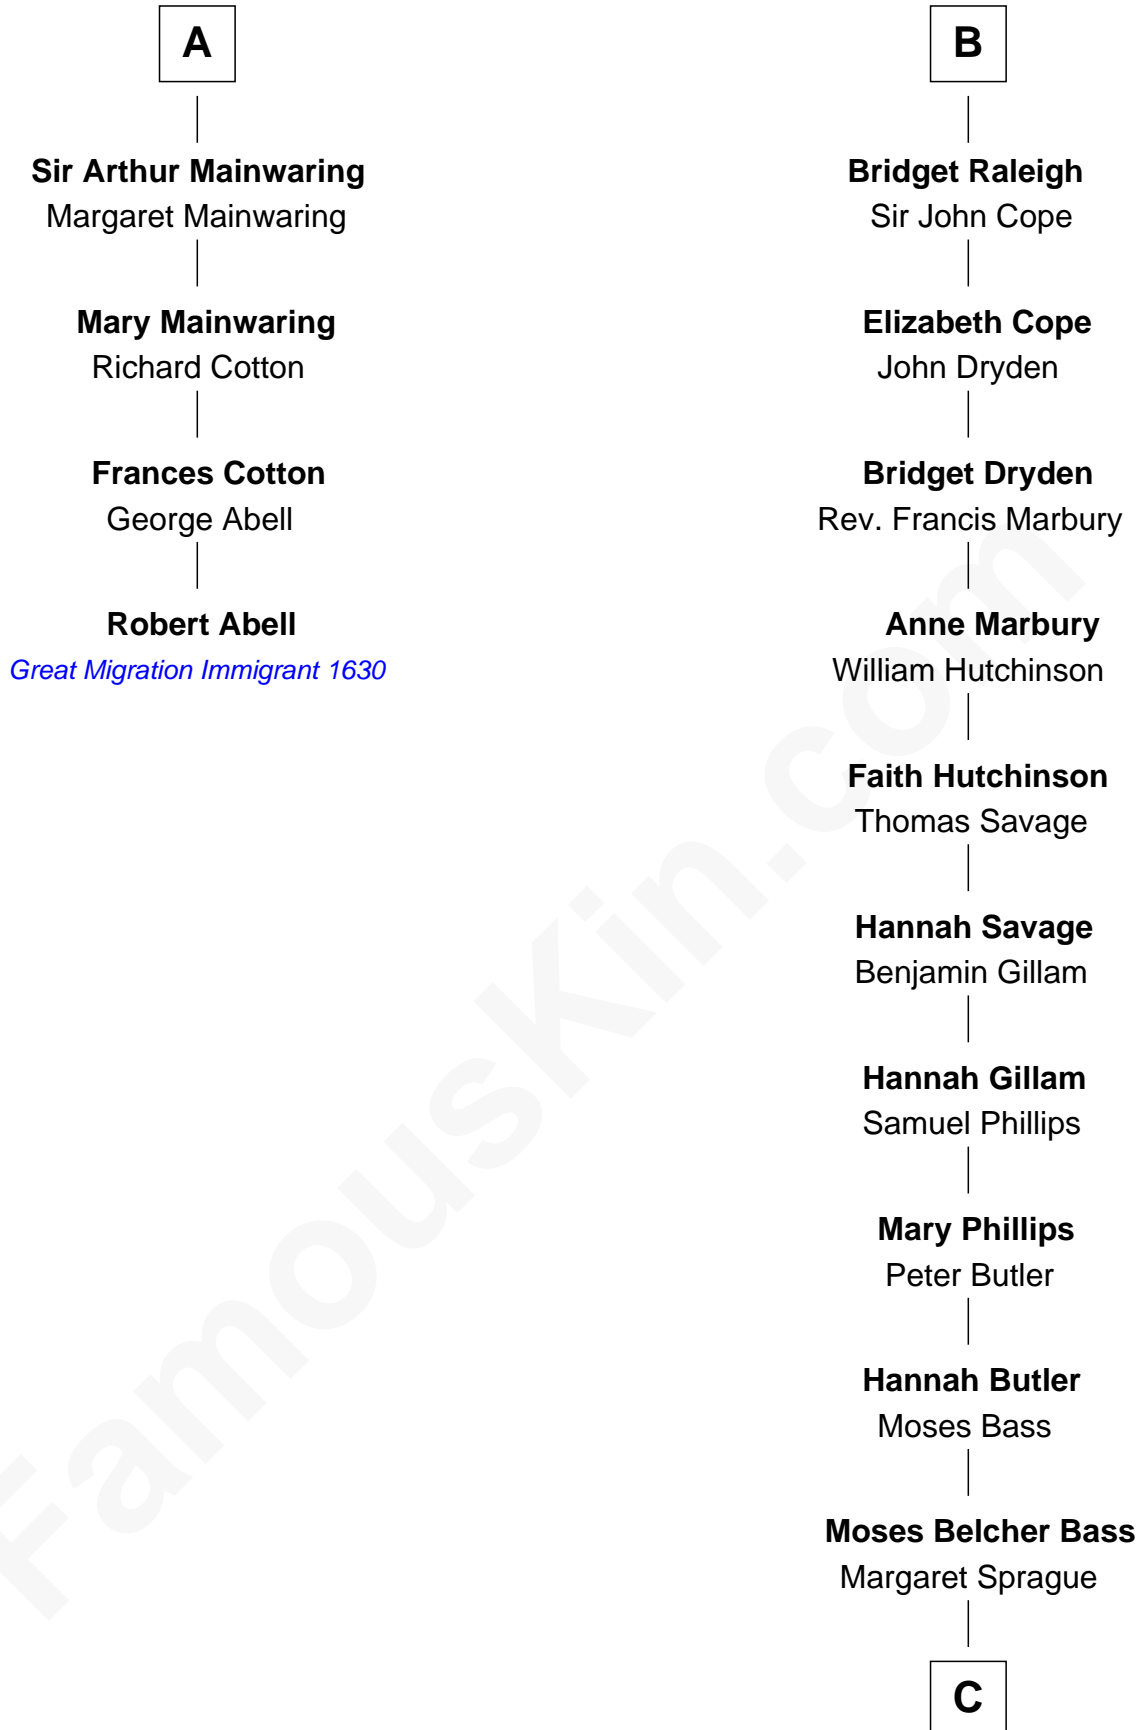 A
Sir Arthur Mainwaring
Margaret Mainwaring
Mary Mainwaring
Richard Cotton
Frances Cotton
George Abell
Robert Abell
Great Migration Immigrant 1630
B
Bridget Raleigh
Sir John Cope
Elizabeth Cope
John Dryden
Bridget Dryden
Rev. Francis Marbury
Anne Marbury
William Hutchinson
Faith Hutchinson
Thomas Savage
Hannah Savage
Benjamin Gillam
Hannah Gillam
Samuel Phillips
Mary Phillips
Peter Butler
Hannah Butler
Moses Bass
Moses Belcher Bass
Margaret Sprague
C
FamousKin.com